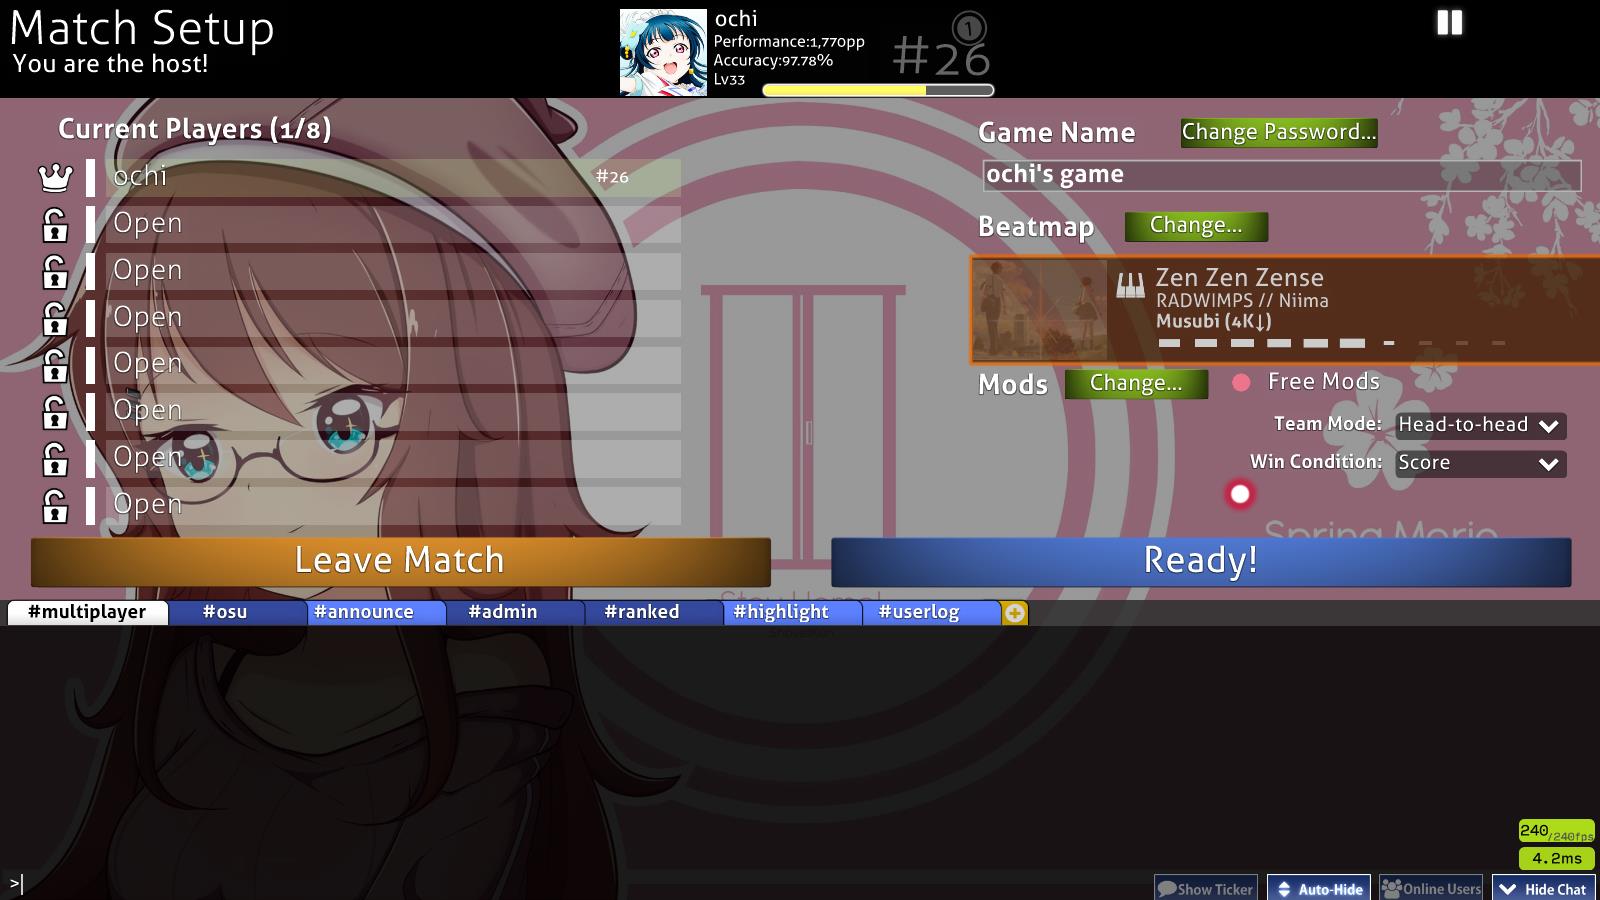 Match Setup
You are the host!
ochi
Performance:1,770pp
Accuracy:97.78%
Lv33
1
#26
Current Players (1/8)
ochi
#26
Open
Open
Open
Open
Open
Open
Open
Game Name
Change Password...
ochi's game
Beatmap
Change...
Zen Zen Zense
RADWIMPS // Niima
Musubi (4K↓)
Mods
Change...
Free Mods
Team Mode:
Head-to-head
Win Condition:
Score
Leave Match
Ready!
#multiplayer
#osu
#announce
#admin
#ranked
#highlight
#userlog
240/240fps
4.2ms
>|
Show Ticker
Auto-Hide
Online Users
Hide Chat